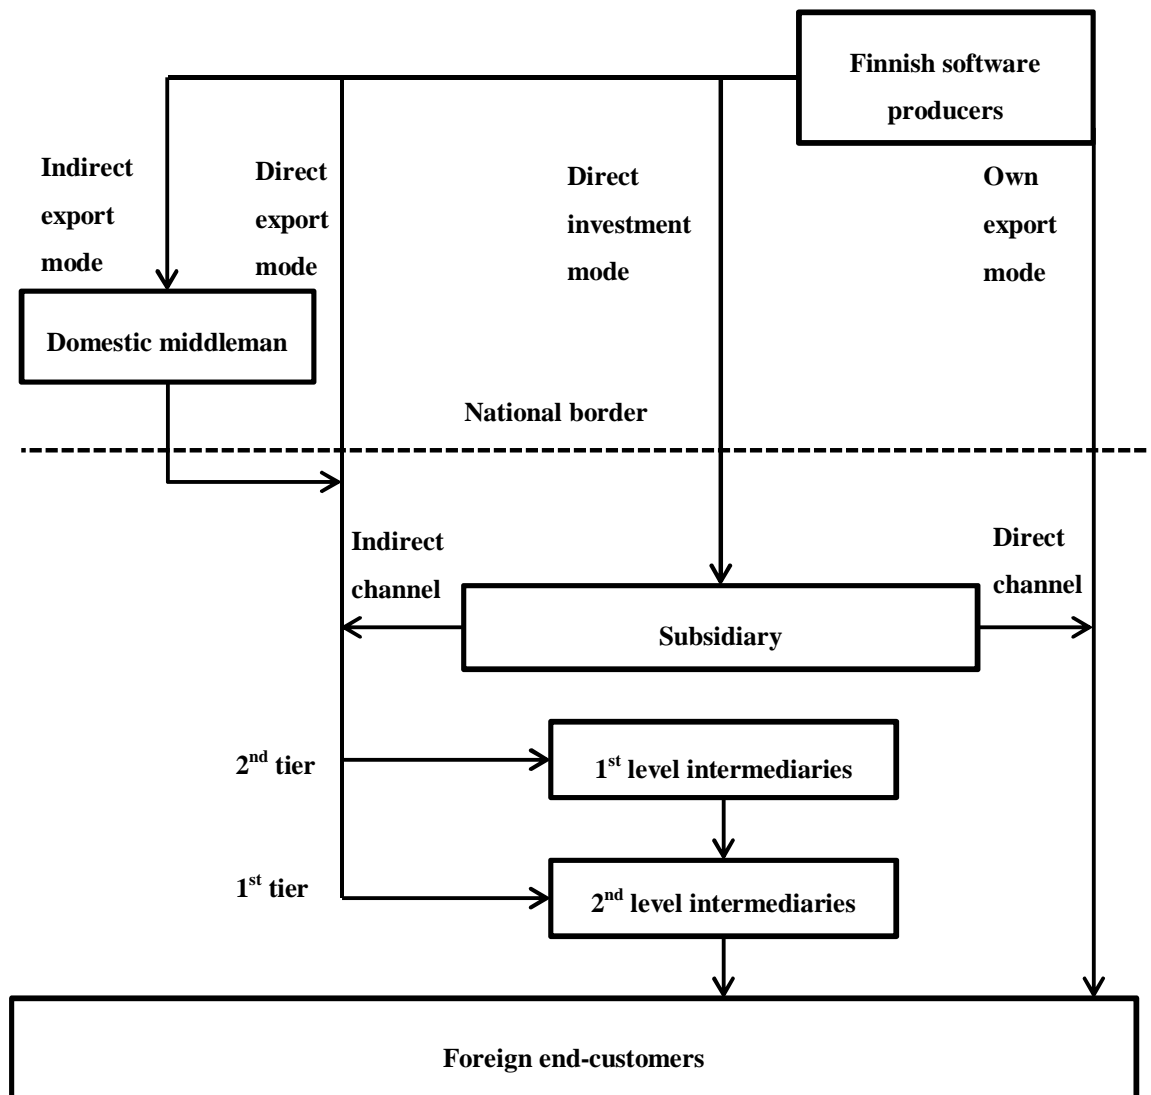 Finnish software
producers
Indirect
export
mode
Direct
export
mode
Direct
investment
mode
Own
export
mode
Domestic middleman
National border
Indirect
channel
Direct
channel
Subsidiary
2nd tier
1st level intermediaries
1st tier
2nd level intermediaries
Foreign end-customers